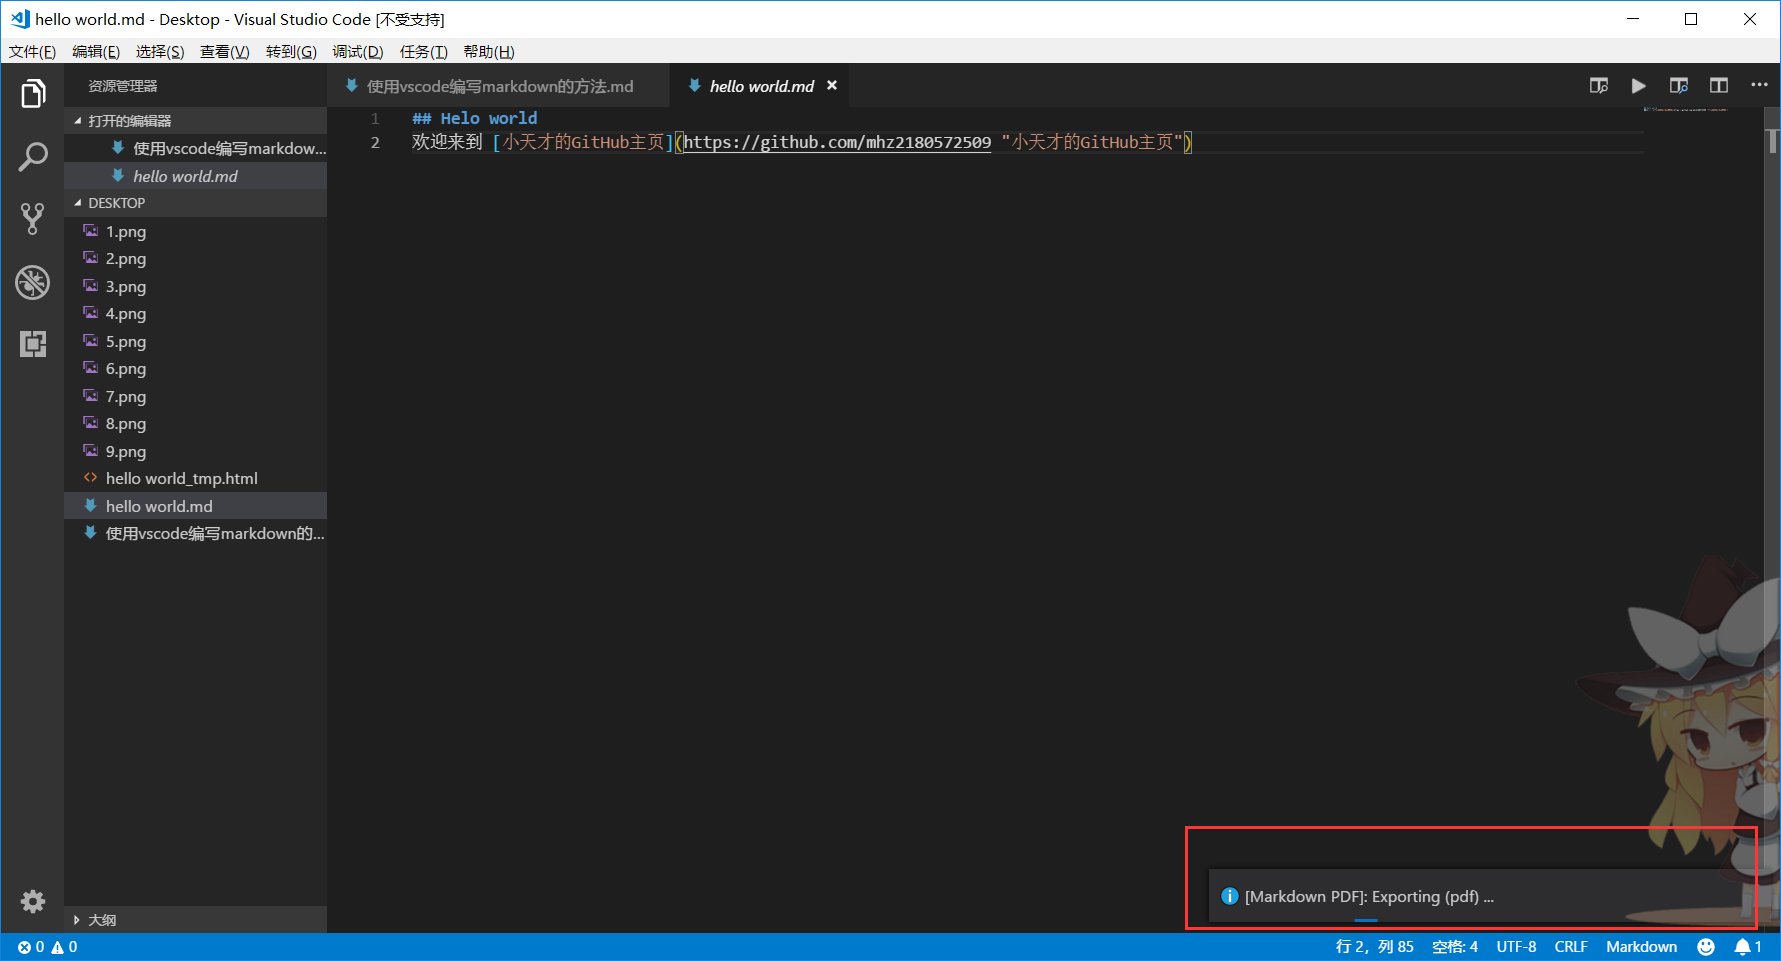 hello world.md - Desktop - Visual Studio Code [不受支持]
文件(F) 编辑(E) 选择(S) 查看(V) 转到(G) 调试(D) 任务(T) 帮助(H)
资源管理器
使用vscode编写markdown的方法.md
hello world.md
打开的编辑器
使用vscode编写markdow...
hello world.md
DESKTOP
1.png
2.png
3.png
4.png
5.png
6.png
7.png
8.png
9.png
hello world_tmp.html
hello world.md
使用vscode编写markdown的...
大纲
1 ## Helo world
2 欢迎来到 [小天才的GitHub主页](https://github.com/mhz2180572509 "小天才的GitHub主页")
[Markdown PDF]: Exporting (pdf) ...
0 0 行 2，列 85 空格: 4 UTF-8 CRLF Markdown 1